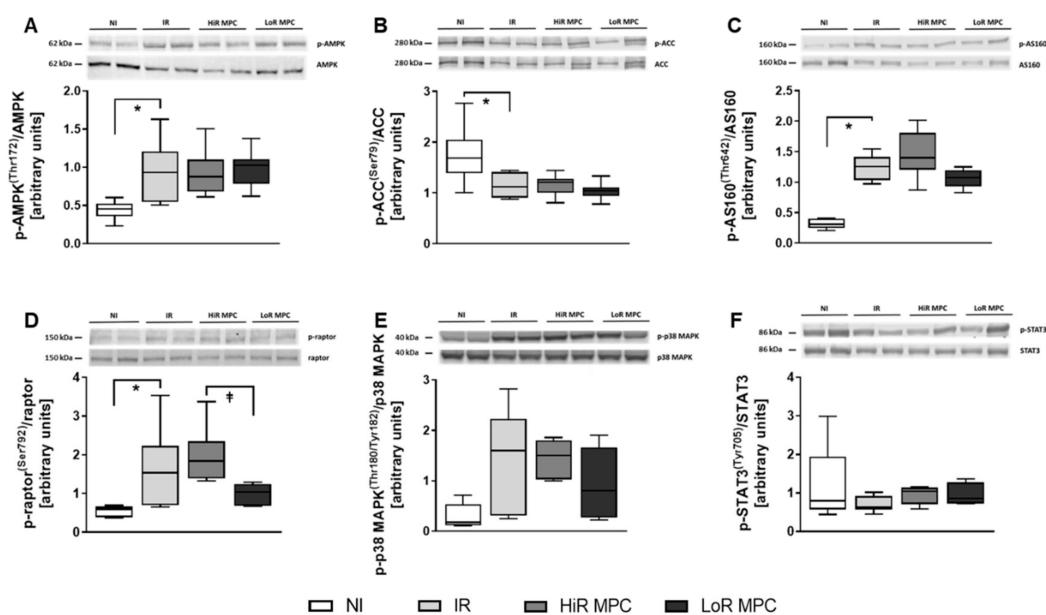 A
NI IR HiR MPC LoR MPC
62 kDa p-AMPK
62 kDa AMPK
p-AMPK(Thr172)/AMPK
[arbitrary units]
2.0
1.5
1.0
0.5
0.0
*
B
NI IR HiR MPC LoR MPC
280 kDa p-ACC
280 kDa ACC
p-ACC(Ser79)/ACC
[arbitrary units]
3
2
1
0
*
C
NI IR HiR MPC LoR MPC
160 kDa p-AS160
160 kDa AS160
p-AS160(Thr642)/AS160
[arbitrary units]
2.5
2.0
1.5
1.0
0.5
0.0
*
D
NI IR HiR MPC LoR MPC
150 kDa p-raptor
150 kDa raptor
p-raptor(Ser792)/raptor
[arbitrary units]
4
3
2
1
0
* ‡
E
NI IR HiR MPC LoR MPC
40 kDa p-p38 MAPK
40 kDa p38 MAPK
p-p38 MAPK(Thr180/Tyr182)/p38 MAPK
[arbitrary units]
3
2
1
0
F
NI IR HiR MPC LoR MPC
86 kDa p-STAT3
86 kDa STAT3
p-STAT3(Tyr705)/STAT3
[arbitrary units]
4
3
2
1
0
NI IR HiR MPC LoR MPC